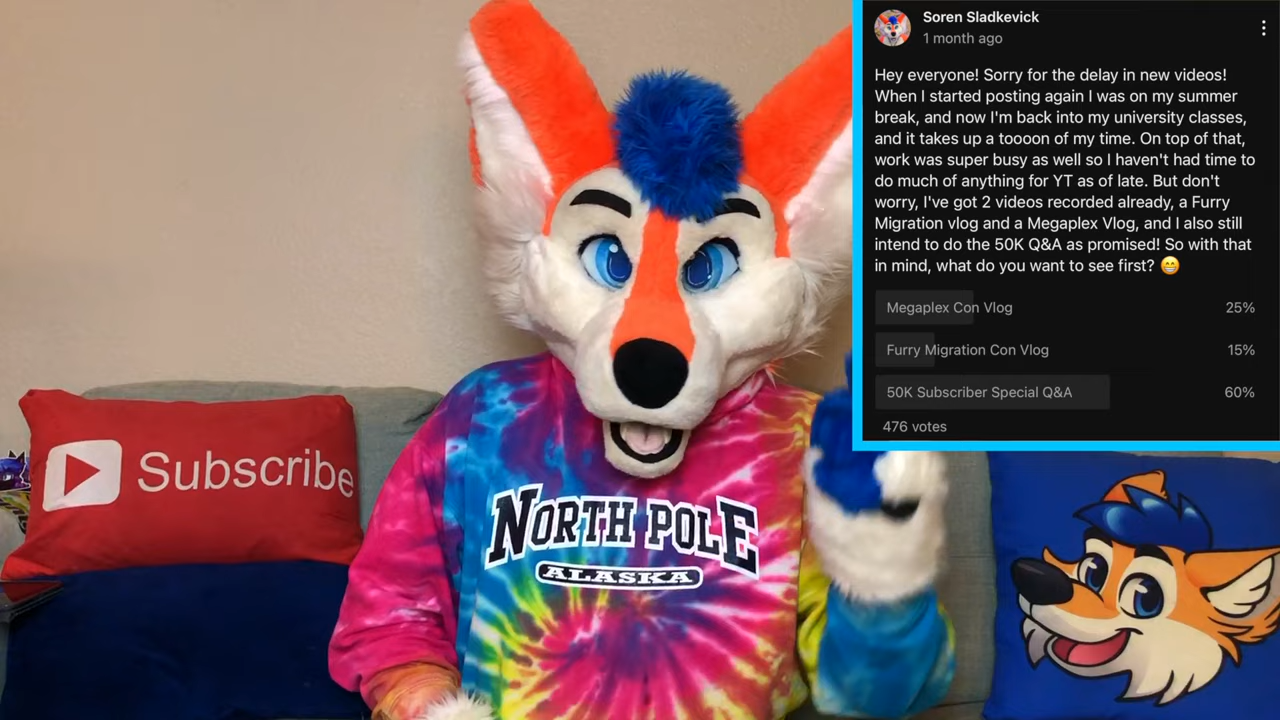 Subscribe
NORTH POLE
ALASKA
Soren Sladkevick
1 month ago
Hey everyone! Sorry for the delay in new videos!
When I started posting again I was on my summer
break, and now I'm back into my university classes,
and it takes up a toooon of my time. On top of that,
work was super busy as well so I haven't had time to
do much of anything for YT as of late. But don't
worry, I've got 2 videos recorded already, a Furry
Migration vlog and a Megaplex Vlog, and I also still
intend to do the 50K Q&A as promised! So with that
in mind, what do you want to see first? 😁
Megaplex Con Vlog 25%
Furry Migration Con Vlog 15%
50K Subscriber Special Q&A 60%
476 votes